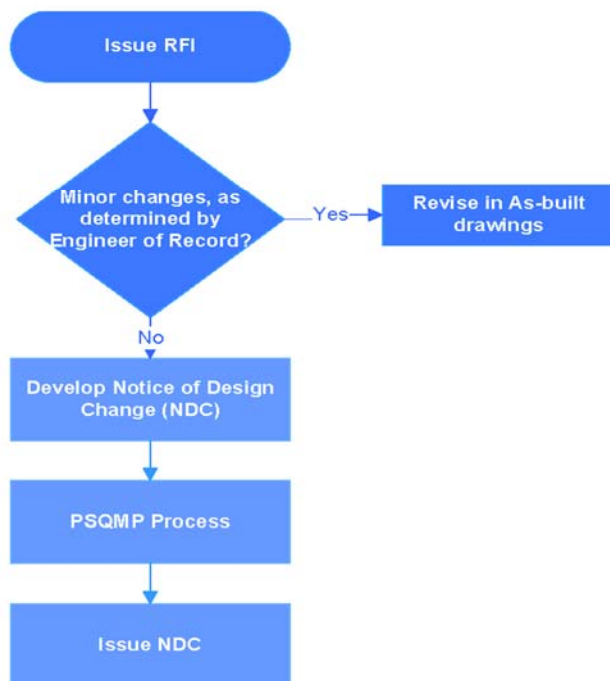 Issue RFI
Minor changes, as
determined by
Engineer of Record?
Yes
Revise in As-built
drawings
No
Develop Notice of Design
Change (NDC)
PSQMP Process
Issue NDC